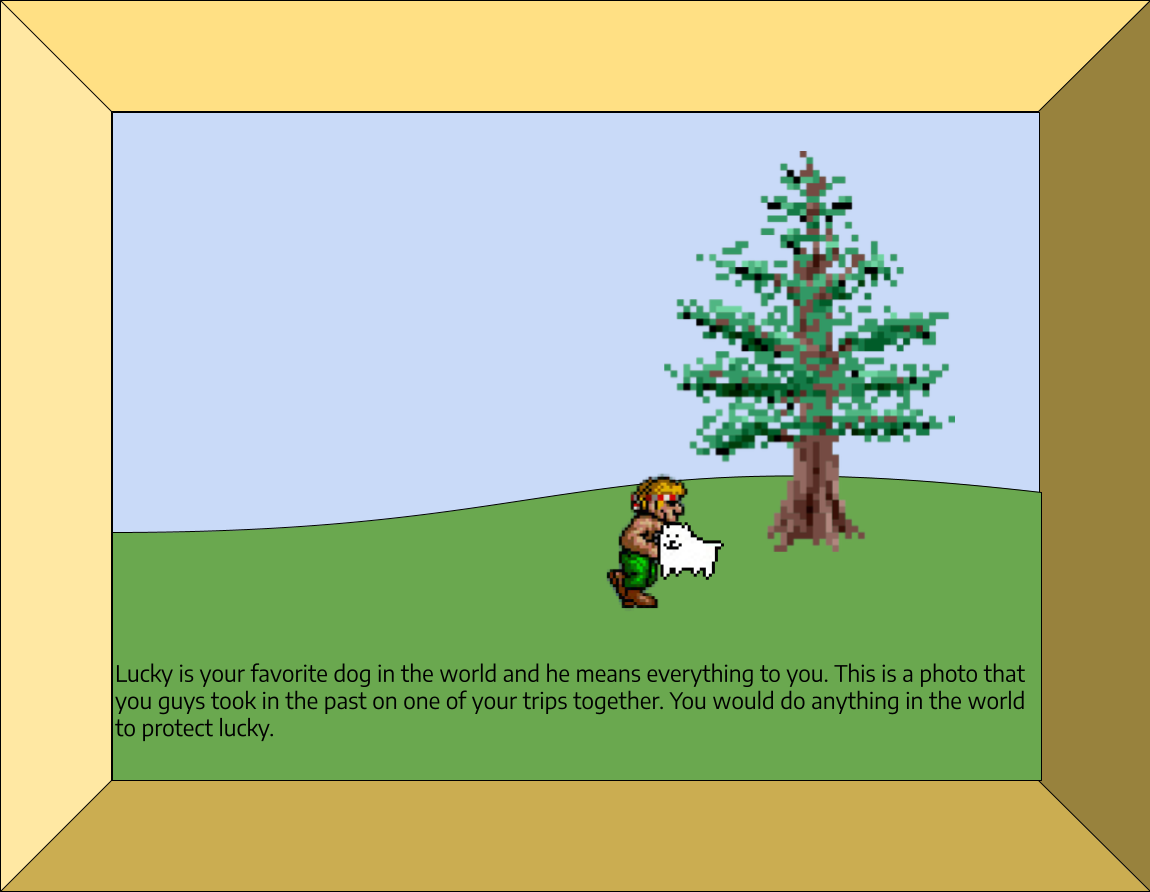 Lucky is your favorite dog in the world and he means everything to you. This is a photo that
you guys took in the past on one of your trips together. You would do anything in the world
to protect lucky.